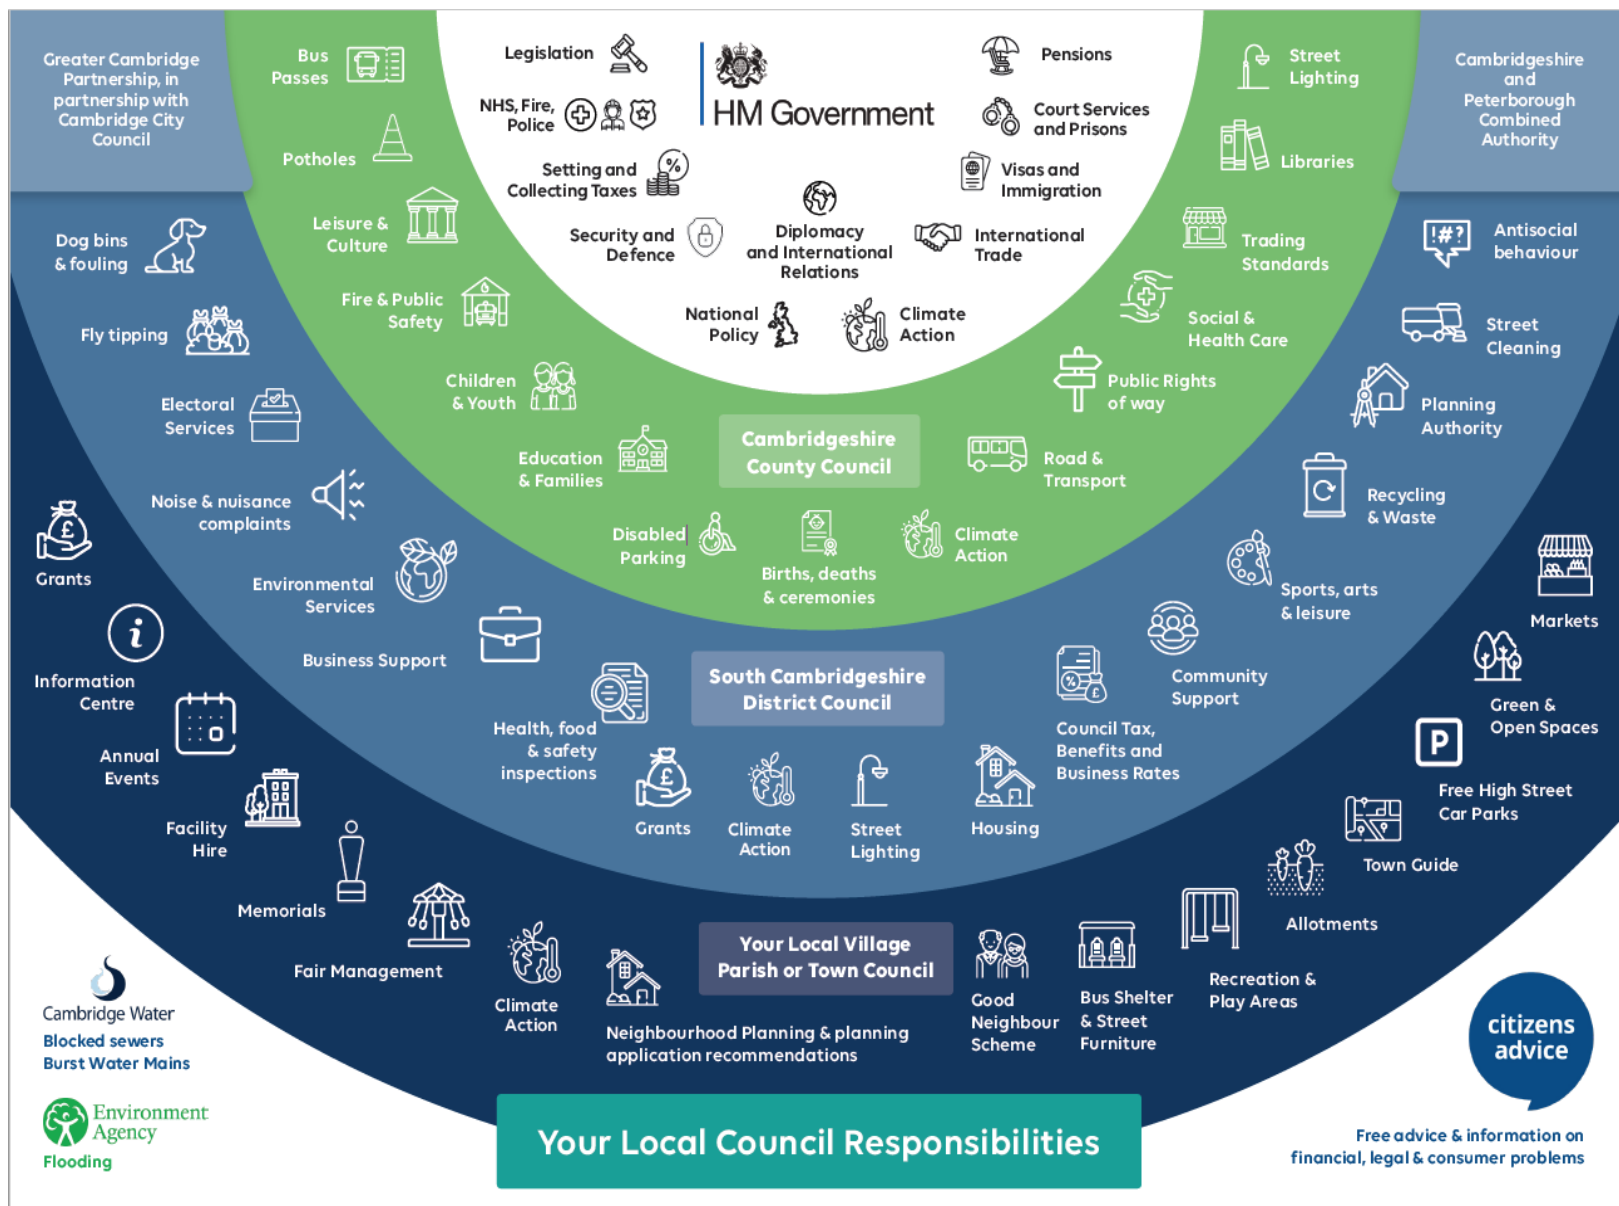 Greater Cambridge
Partnership, in
partnership with
Cambridge City
Council
Bus
Passes
Potholes
Leisure &
Culture
Fire & Public
Safety
Children
& Youth
Education
& Families
Disabled
Parking
Births, deaths
& ceremonies
Climate
Action
Road &
Transport
Public Rights
of way
Social &
Health Care
Trading
Standards
Libraries
Street
Lighting
Cambridgeshire
County Council
Legislation
NHS, Fire,
Police
Setting and
Collecting Taxes
%
Security and
Defence
National
Policy
HM Government
Diplomacy
and International
Relations
Pensions
Court Services
and Prisons
Visas and
Immigration
International
Trade
Climate
Action
Cambridgeshire
and
Peterborough
Combined
Authority
Dog bins
& fouling
Fly tipping
Electoral
Services
Noise & nuisance
complaints
Environmental
Services
Business Support
Health, food
& safety
inspections
£
Grants
Climate
Action
Street
Lighting
Housing
% £
Council Tax,
Benefits and
Business Rates
Community
Support
Sports, arts
& leisure
Recycling
& Waste
Planning
Authority
Street
Cleaning
!#?
Antisocial
behaviour
South Cambridgeshire
District Council
£
Grants
i
Information
Centre
Annual
Events
Facility
Hire
Memorials
Fair Management
Climate
Action
Neighbourhood Planning & planning
application recommendations
Your Local Village
Parish or Town Council
Good
Neighbour
Scheme
Bus Shelter
& Street
Furniture
Recreation &
Play Areas
Allotments
Town Guide
P
Free High Street
Car Parks
Green &
Open Spaces
Markets
Cambridge Water
Blocked sewers
Burst Water Mains
Environment
Agency
Flooding
Your Local Council Responsibilities
citizens
advice
Free advice & information on
financial, legal & consumer problems